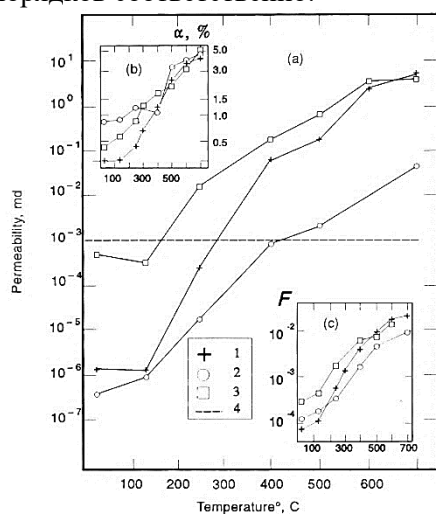 α, %
(a)
(b)
5.0
3.0
1.5
1.0
0.5
100 300 500
10¹
10⁰
10⁻¹
10⁻²
10⁻³
10⁻⁴
10⁻⁵
10⁻⁶
10⁻⁷
Permeability, md
+ 1
○ 2
□ 3
---- 4
F
(c)
10⁻²
10⁻³
10⁻⁴
100 300 500 700
100 200 300 400 500 600
Temperature°, C